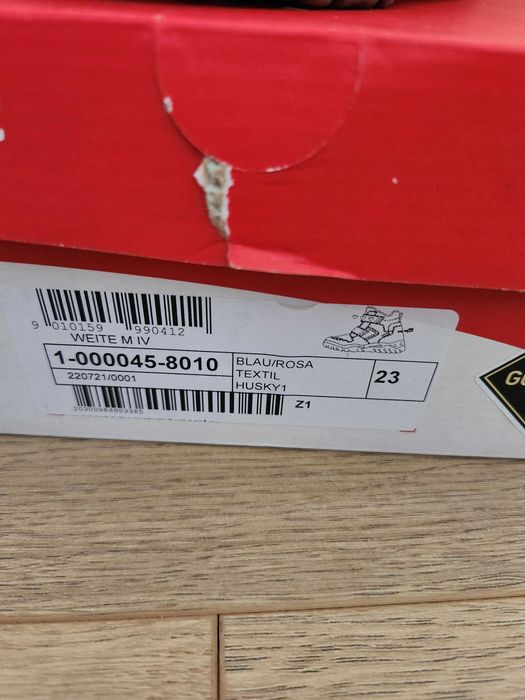 9 010159 990412
WEITE M IV
1-000045-8010
220721/0001
BLAU/ROSA
TEXTIL
HUSKY1
23
Z1